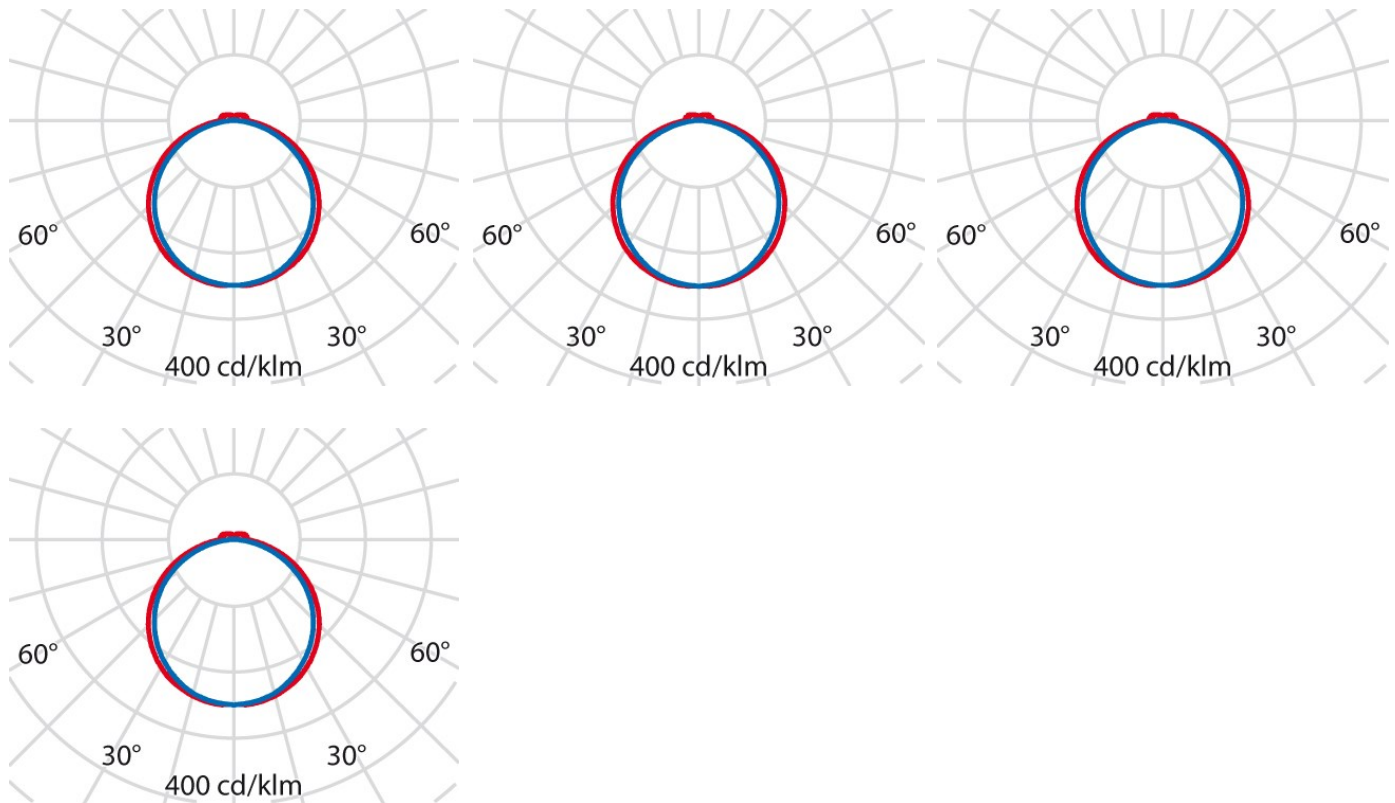 60° 60° 60° 60° 60° 60°
30° 30° 30° 30° 30° 30°
400 cd/klm 400 cd/klm 400 cd/klm
60° 60°
30° 30°
400 cd/klm